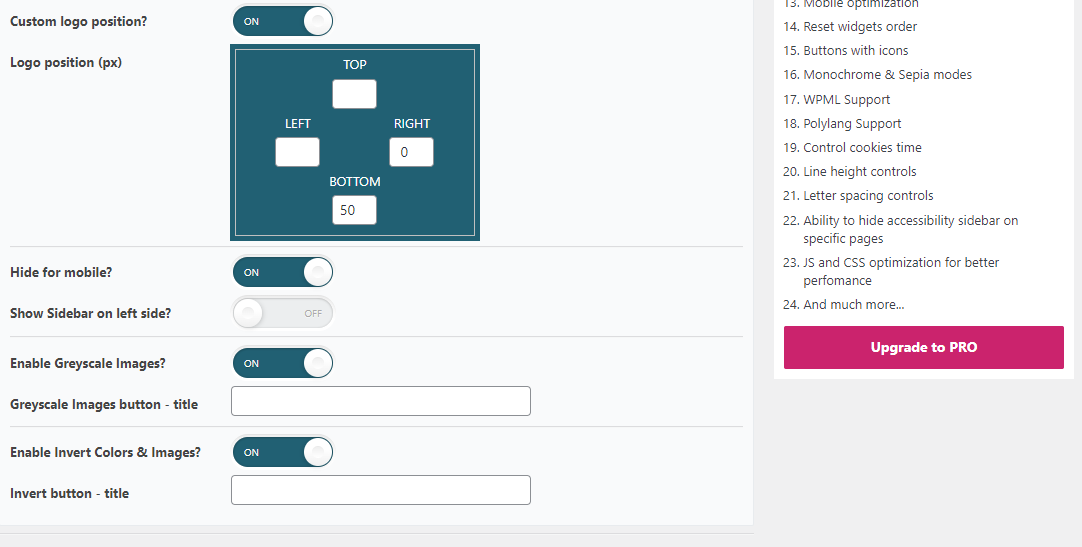 Custom logo position?
ON
Logo position (px)
TOP
LEFT
RIGHT
0
BOTTOM
50
Hide for mobile?
ON
Show Sidebar on left side?
OFF
Enable Greyscale Images?
ON
Greyscale Images button - title
Enable Invert Colors & Images?
ON
Invert button - title
13. Mobile optimization
14. Reset widgets order
15. Buttons with icons
16. Monochrome & Sepia modes
17. WPML Support
18. Polylang Support
19. Control cookies time
20. Line height controls
21. Letter spacing controls
22. Ability to hide accessibility sidebar on
specific pages
23. JS and CSS optimization for better
perfomance
24. And much more...
Upgrade to PRO